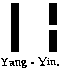 Yang - Yin.